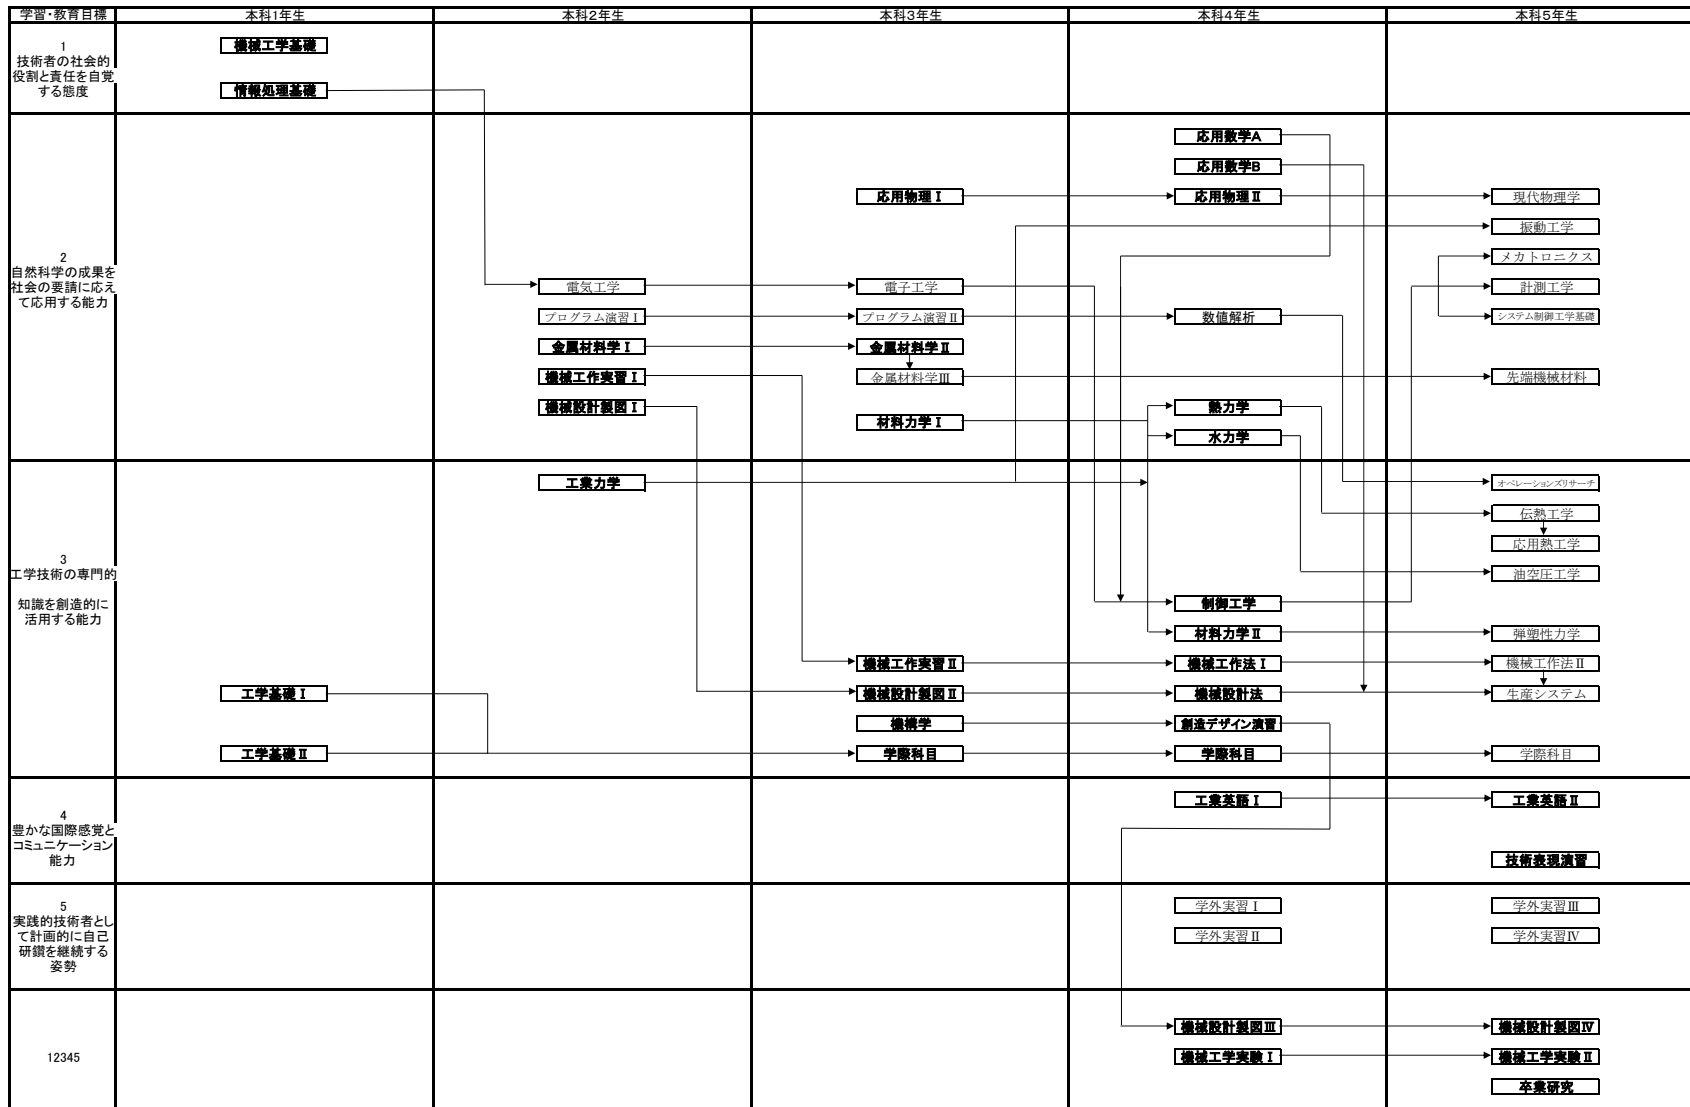 学習・教育目標 本科1年生 本科2年生 本科3年生 本科4年生 本科5年生
1
技術者の社会的
役割と責任を自覚
する態度
機械工学基礎
情報処理基礎
2
自然科学の成果を
社会の要請に応え
て応用する能力
応用数学A
応用数学B
応用物理Ⅰ 応用物理Ⅱ 現代物理学
振動工学
メカトロニクス
電気工学 電子工学 計測工学
プログラム演習Ⅰ プログラム演習Ⅱ 数値解析 システム制御工学基礎
金属材料学Ⅰ 金属材料学Ⅱ
機械工作実習Ⅰ 金属材料学Ⅲ 先端機械材料
機械設計製図Ⅰ 熱力学
材料力学Ⅰ
水力学
3
工学技術の専門的
知識を創造的に
活用する能力
工業力学 オペレーションズリサーチ
伝熱工学
応用熱工学
油空圧工学
制御工学
材料力学Ⅱ 弾塑性力学
機械工作実習Ⅱ 機械工作法Ⅰ 機械工作法Ⅱ
工学基礎Ⅰ 機械設計製図Ⅱ 機械設計法 生産システム
機構学 創造デザイン演習
工学基礎Ⅱ 学際科目 学際科目 学際科目
4
豊かな国際感覚と
コミュニケーション
能力
工業英語Ⅰ 工業英語Ⅱ
技術表現演習
5
実践的技術者とし
て計画的に自己
研鑽を継続する
姿勢
学外実習Ⅰ 学外実習Ⅲ
学外実習Ⅱ 学外実習Ⅳ
12345
機械設計製図Ⅲ 機械設計製図Ⅳ
機械工学実験Ⅰ 機械工学実験Ⅱ
卒業研究